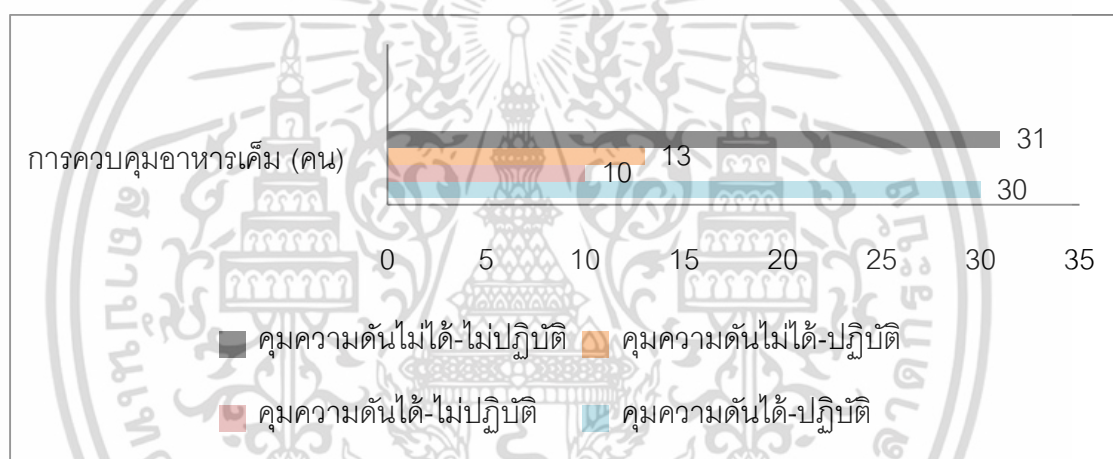 31
การควบคุมอาหารเค็ม (คน)
13
10
30
0 5 10 15 20 25 30 35
คุมความดันไม่ได้-ไม่ปฏิบัติ คุมความดันไม่ได้-ปฏิบัติ
คุมความดันได้-ไม่ปฏิบัติ คุมความดันได้-ปฏิบัติ